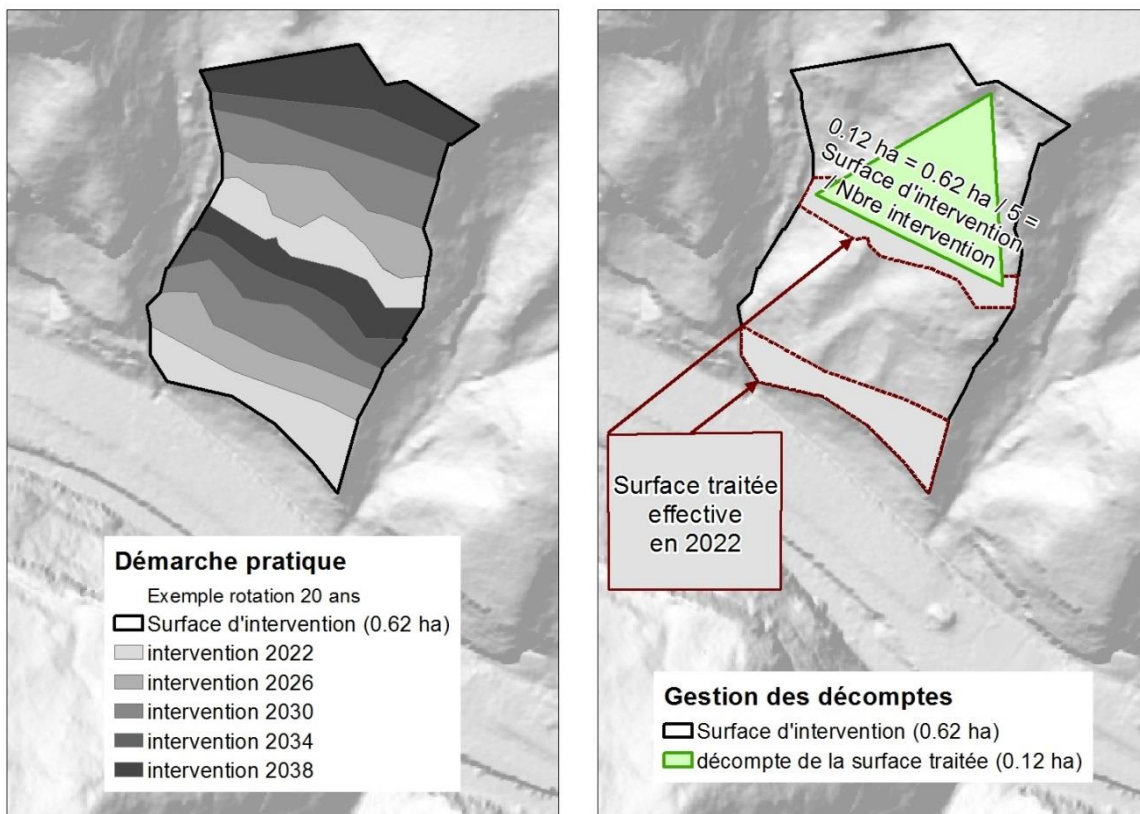 Démarche pratique
Exemple rotation 20 ans
Surface d'intervention (0.62 ha)
intervention 2022
intervention 2026
intervention 2030
intervention 2034
intervention 2038
0.12 ha = 0.62 ha / 5 =
Surface d'intervention
/ Nbre intervention
Surface traitée
effective
en 2022
Gestion des décomptes
Surface d'intervention (0.62 ha)
décompte de la surface traitée (0.12 ha)